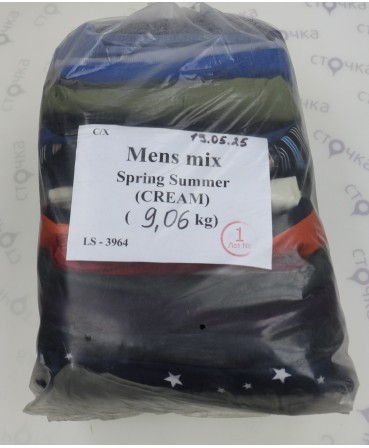 сточка
C/X 19.05.25
Mens mix
Spring Summer
(CREAM)
( 9,06 kg)
LS - 3964
1
Лот №